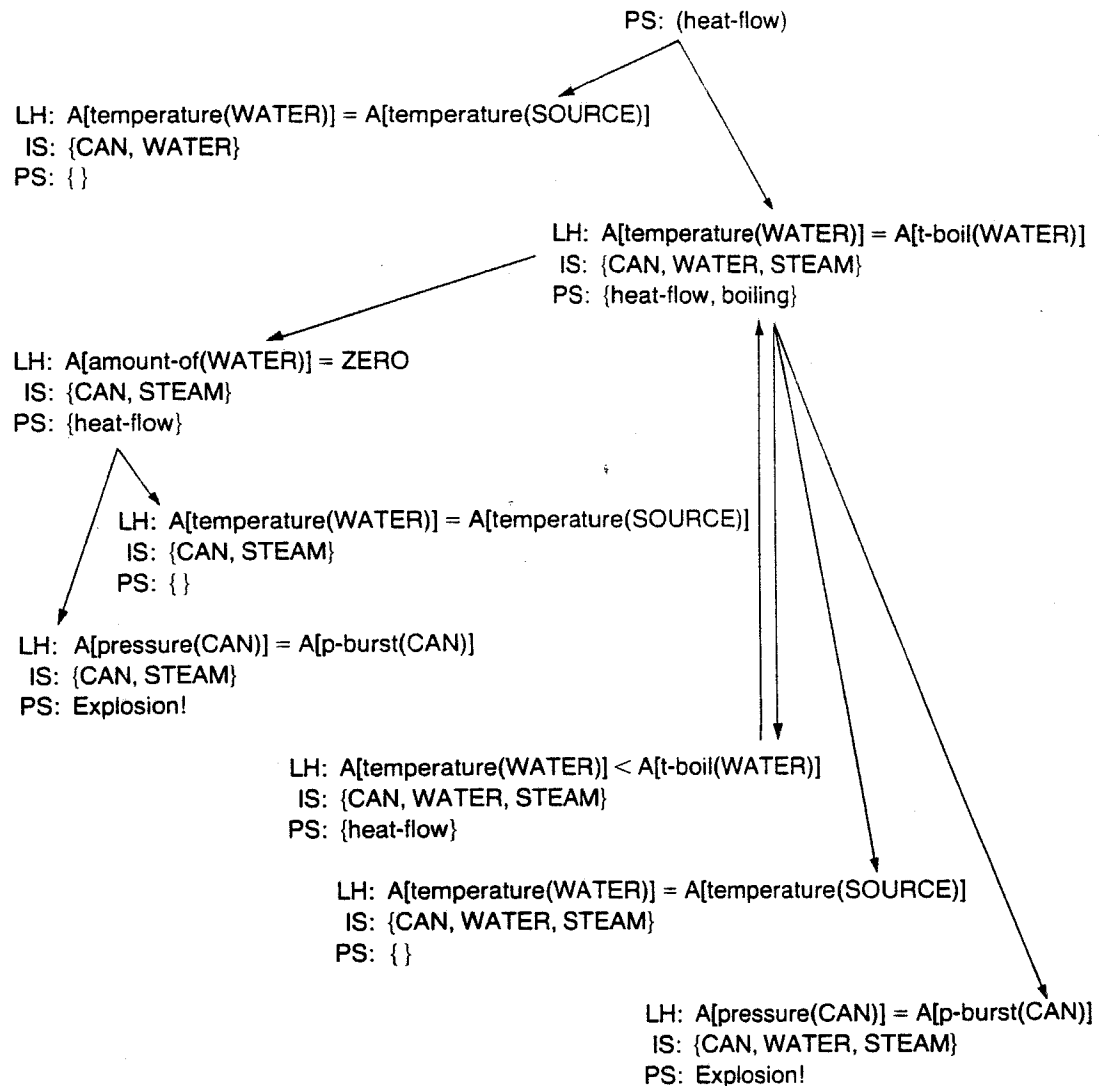 PS: (heat-flow)
LH: A[temperature(WATER)] = A[temperature(SOURCE)]
IS: {CAN, WATER}
PS: { }
LH: A[temperature(WATER)] = A[t-boil(WATER)]
IS: {CAN, WATER, STEAM}
PS: {heat-flow, boiling}
LH: A[amount-of(WATER)] = ZERO
IS: {CAN, STEAM}
PS: {heat-flow}
LH: A[temperature(WATER)] = A[temperature(SOURCE)]
IS: {CAN, STEAM}
PS: { }
LH: A[pressure(CAN)] = A[p-burst(CAN)]
IS: {CAN, STEAM}
PS: Explosion!
LH: A[temperature(WATER)] < A[t-boil(WATER)]
IS: {CAN, WATER, STEAM}
PS: {heat-flow}
LH: A[temperature(WATER)] = A[temperature(SOURCE)]
IS: {CAN, WATER, STEAM}
PS: { }
LH: A[pressure(CAN)] = A[p-burst(CAN)]
IS: {CAN, WATER, STEAM}
PS: Explosion!